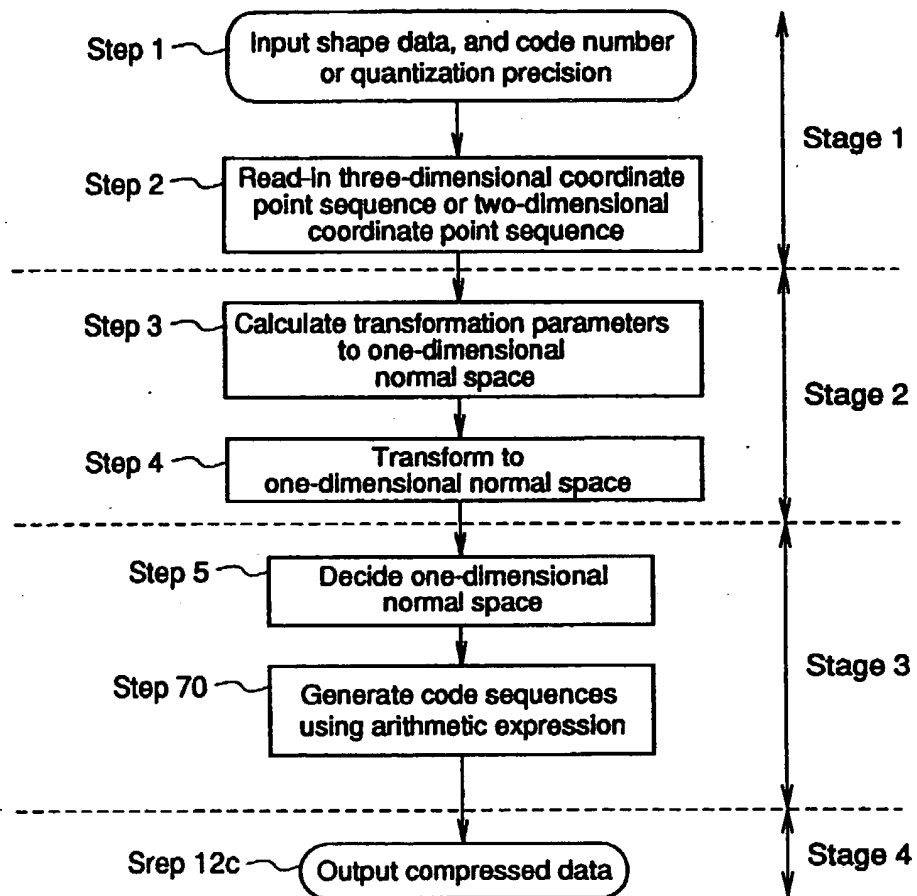 Step 1
Input shape data, and code number
or quantization precision
Stage 1
Step 2
Read-in three-dimensional coordinate
point sequence or two-dimensional
coordinate point sequence
Step 3
Calculate transformation parameters
to one-dimensional
normal space
Stage 2
Step 4
Transform to
one-dimensional normal space
Step 5
Decide one-dimensional
normal space
Stage 3
Step 70
Generate code sequences
using arithmetic expression
Srep 12c
Output compressed data
Stage 4